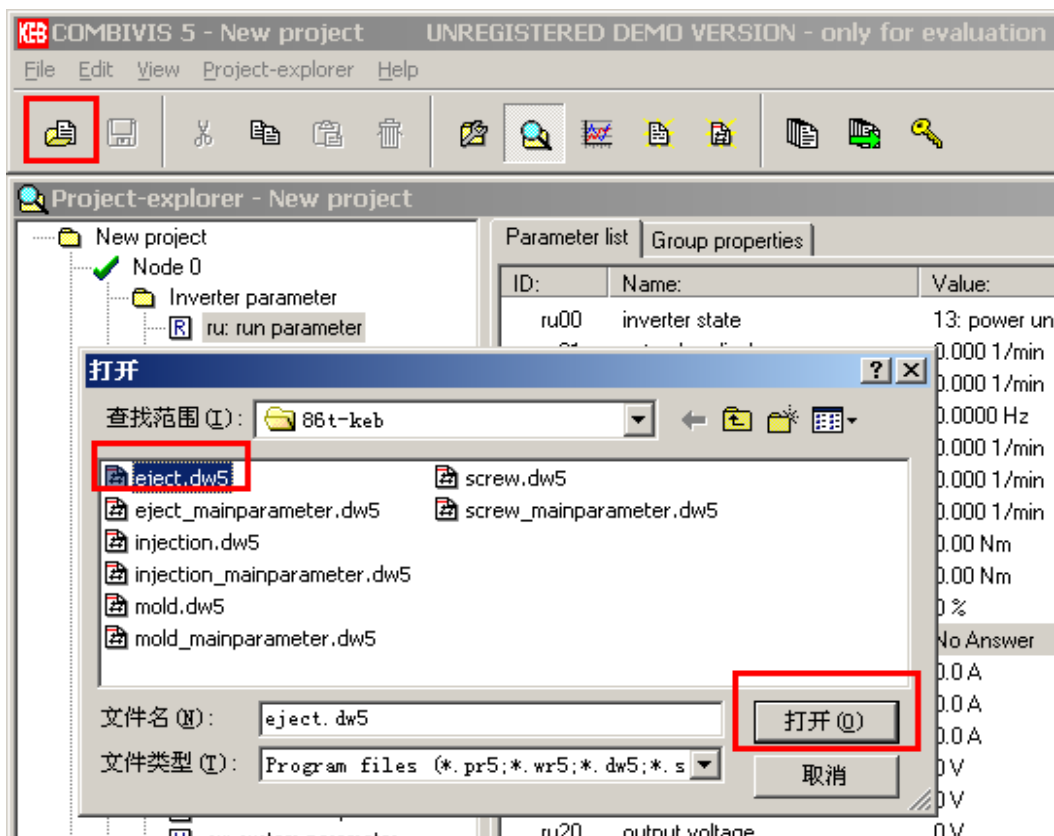 KEB COMBIVIS 5 - New project UNREGISTERED DEMO VERSION - only for evaluation
File Edit View Project-explorer Help
Project-explorer - New project
New project
Node 0
Inverter parameter
R ru: run parameter
Parameter list Group properties
ID: Name: Value:
ru00 inverter state 13: power un
0.000 1/min
0.000 1/min
0.0000 Hz
0.000 1/min
0.000 1/min
0.000 1/min
0.00 Nm
0.00 Nm
0 %
No Answer
0.0 A
0.0 A
0.0 A
0 V
0 V
ru20 output voltage 0 V
打开
查找范围(I): 86t-keb
eject.dw5
eject_mainparameter.dw5
injection.dw5
injection_mainparameter.dw5
mold.dw5
mold_mainparameter.dw5
screw.dw5
screw_mainparameter.dw5
文件名(N): eject.dw5
打开(O)
文件类型(T): Program files (*.pr5;*.wr5;*.dw5;*.s
取消